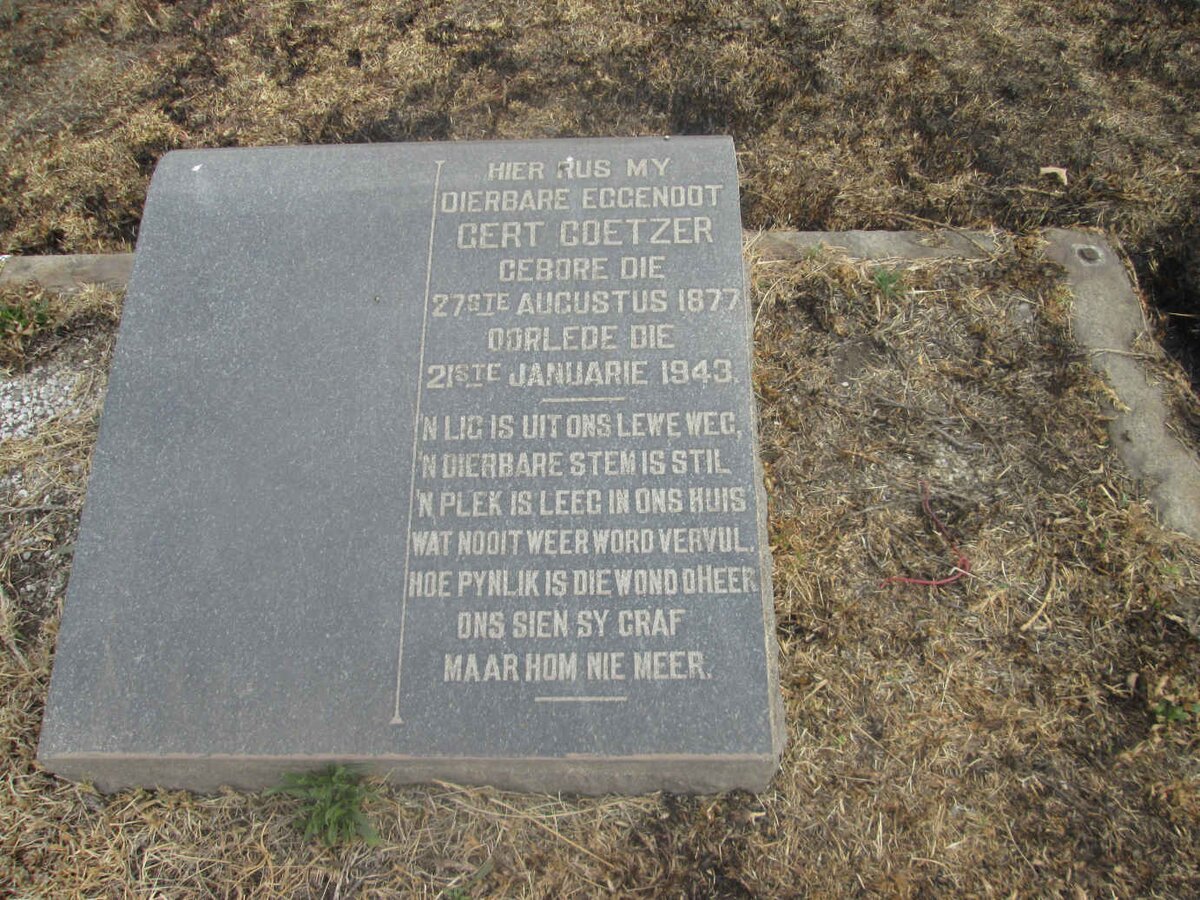 HIER RUS MY
DIERBARE EGGENOOT
GERT COETZER
GEBORE DIE
27STE AUGUSTUS 1877
OORLEDE DIE
21STE JANUARIE 1943.
'N LIG IS UIT ONS LEWE WEG,
'N DIERBARE STEM IS STIL
'N PLEK IS LEEG IN ONS HUIS
WAT NOOIT WEER WORD VERVUL.
HOE PYNLIK IS DIE WOND O HEER
ONS SIEN SY GRAF
MAAR HOM NIE MEER.